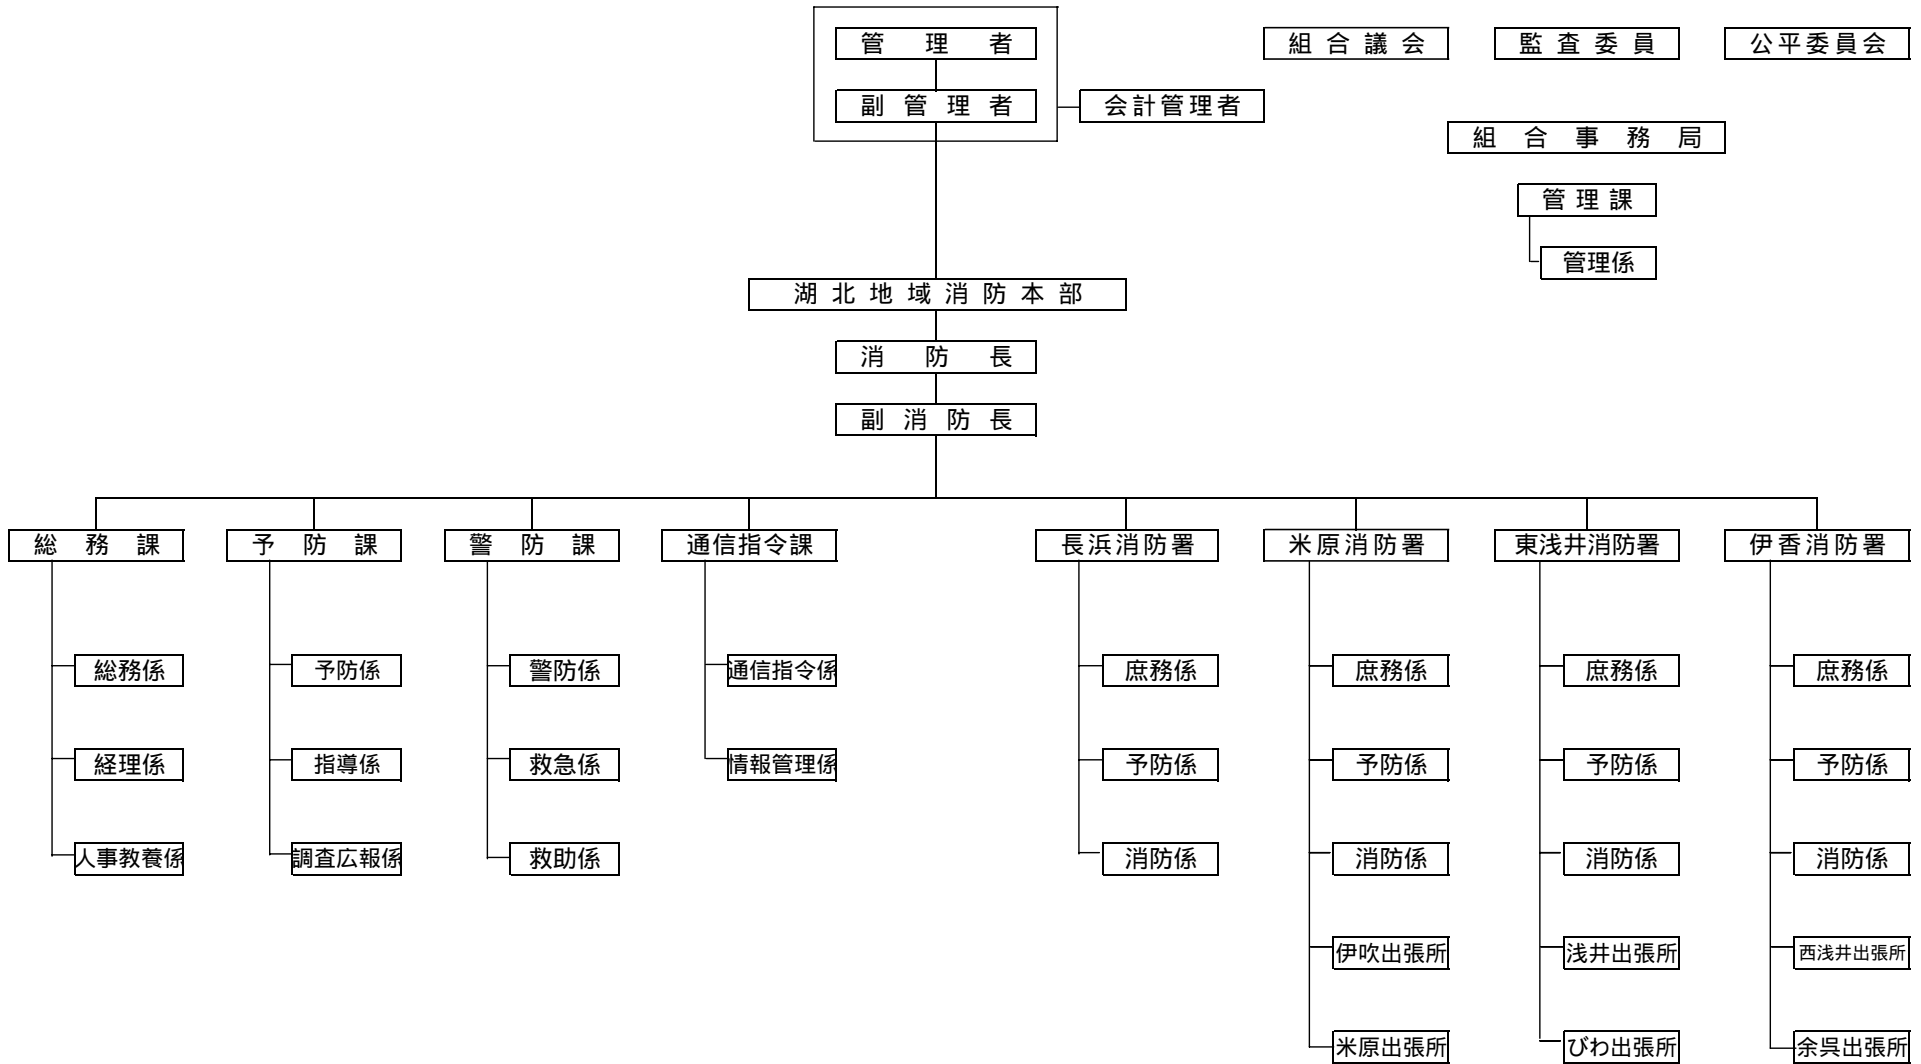 管理者 組合議会 監査委員 公平委員会
副管理者 会計管理者
組合事務局
管理課
管理係
湖北地域消防本部
消防長
副消防長
総務課 予防課 警防課 通信指令課 長浜消防署 米原消防署 東浅井消防署 伊香消防署
総務係 予防係 警防係 通信指令係 庶務係 庶務係 庶務係 庶務係
経理係 指導係 救急係 情報管理係 予防係 予防係 予防係 予防係
人事教養係 調査広報係 救助係 消防係 消防係 消防係 消防係
伊吹出張所 浅井出張所 西浅井出張所
米原出張所 びわ出張所 余呉出張所